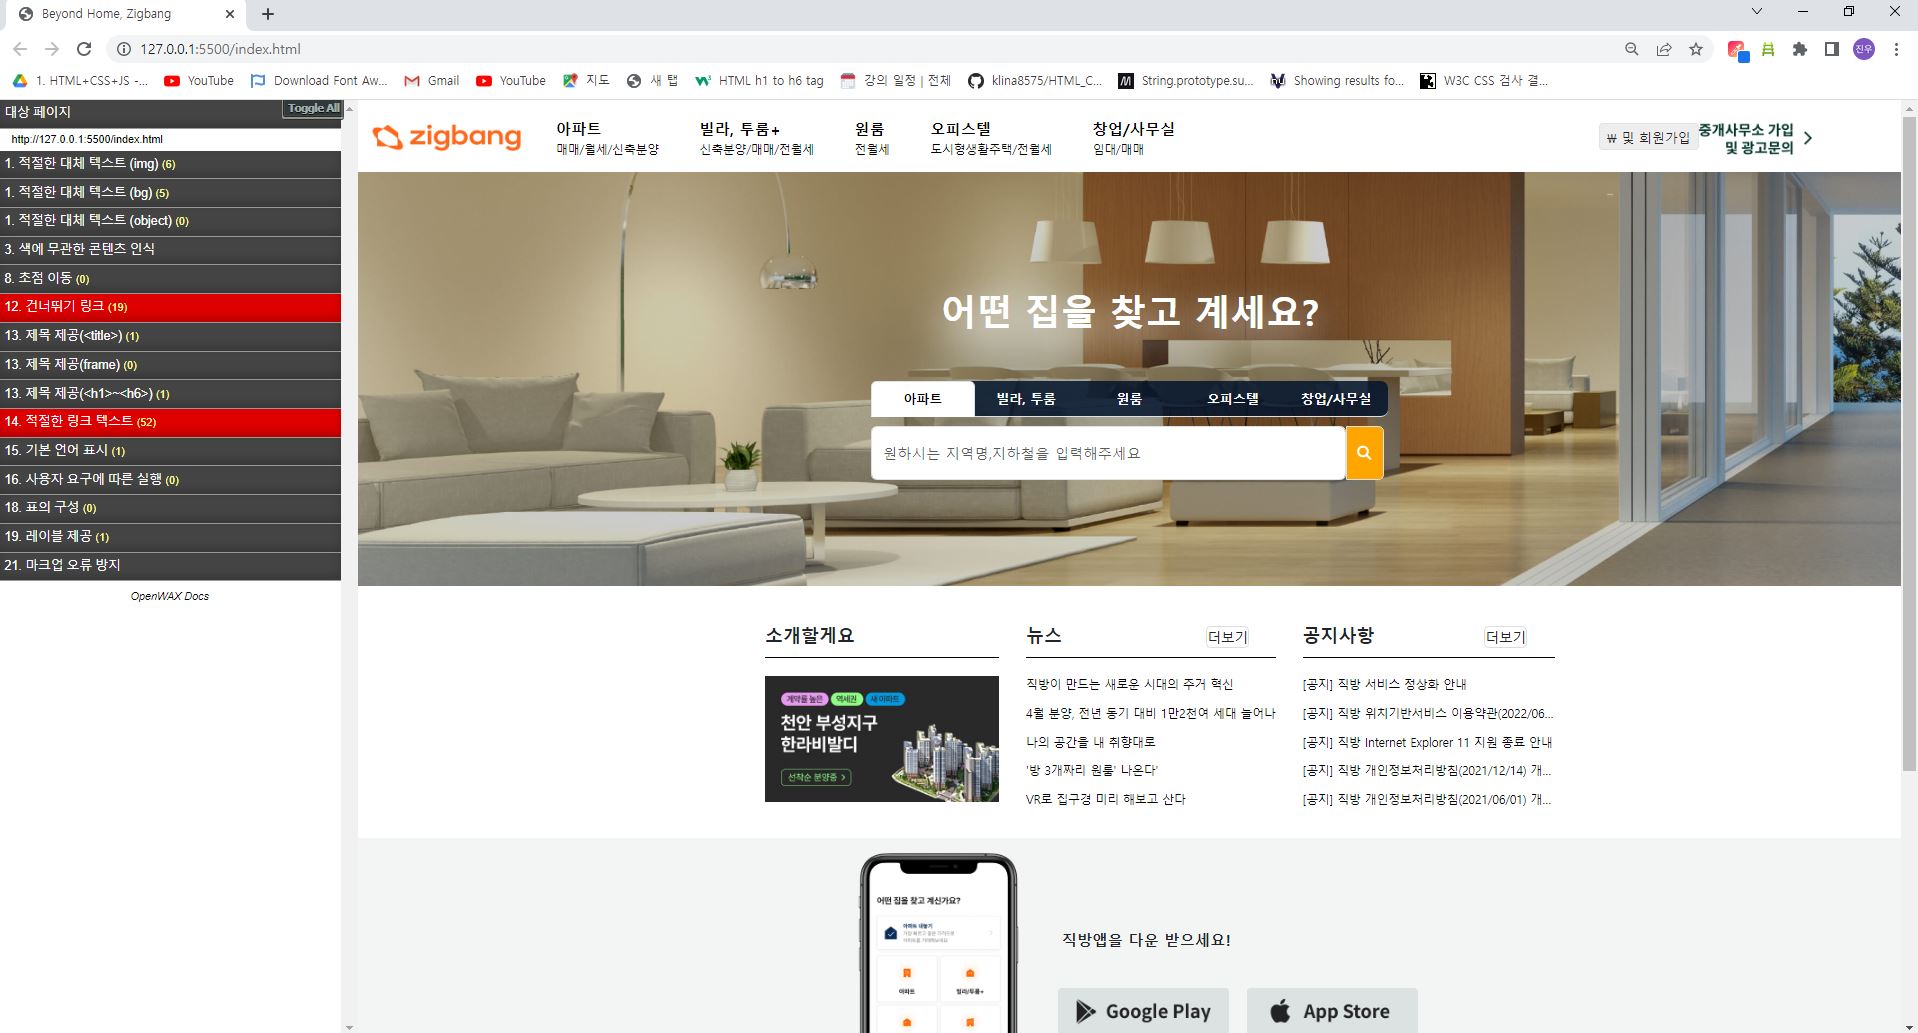 Beyond Home, Zigbang
127.0.0.1:5500/index.html
진우
1. HTML+CSS+JS -...
YouTube
Download Font Aw...
Gmail
YouTube
지도
새 탭
HTML h1 to h6 tag
강의 일정 | 전체
klina8575/HTML_C...
String.prototype.su...
Showing results fo...
W3C CSS 검사 결...
대상 페이지
Toggle All
http://127.0.0.1:5500/index.html
1. 적절한 대체 텍스트 (img) (6)
1. 적절한 대체 텍스트 (bg) (5)
1. 적절한 대체 텍스트 (object) (0)
3. 색에 무관한 콘텐츠 인식
8. 초점 이동 (0)
12. 건너뛰기 링크 (19)
13. 제목 제공(<title>) (1)
13. 제목 제공(frame) (0)
13. 제목 제공(<h1>~<h6>) (1)
14. 적절한 링크 텍스트 (52)
15. 기본 언어 표시 (1)
16. 사용자 요구에 따른 실행 (0)
18. 표의 구성 (0)
19. 레이블 제공 (1)
21. 마크업 오류 방지
OpenWAX Docs
zigbang
아파트
매매/월세/신축분양
빌라, 투룸+
신축분양/매매/전월세
원룸
전월세
오피스텔
도시형생활주택/전월세
창업/사무실
임대/매매
₩ 및 회원가입
중개사무소 가입
및 광고문의
어떤 집을 찾고 계세요?
아파트
빌라, 투룸
원룸
오피스텔
창업/사무실
원하시는 지역명,지하철을 입력해주세요
소개할게요
계약률 높은
역세권
새 아파트
천안 부성지구
한라비발디
선착순 분양중 >
뉴스
더보기
직방이 만드는 새로운 시대의 주거 혁신
4월 분양, 전년 동기 대비 1만2천여 세대 늘어나
나의 공간을 내 취향대로
'방 3개짜리 원룸' 나온다'
VR로 집구경 미리 해보고 산다
공지사항
더보기
[공지] 직방 서비스 정상화 안내
[공지] 직방 위치기반서비스 이용약관(2022/06...
[공지] 직방 Internet Explorer 11 지원 종료 안내
[공지] 직방 개인정보처리방침(2021/12/14) 개...
[공지] 직방 개인정보처리방침(2021/06/01) 개...
어떤 집을 찾고 계신가요?
아파트 내놓기
아파트
빌라/투룸+
직방앱을 다운 받으세요!
Google Play
App Store